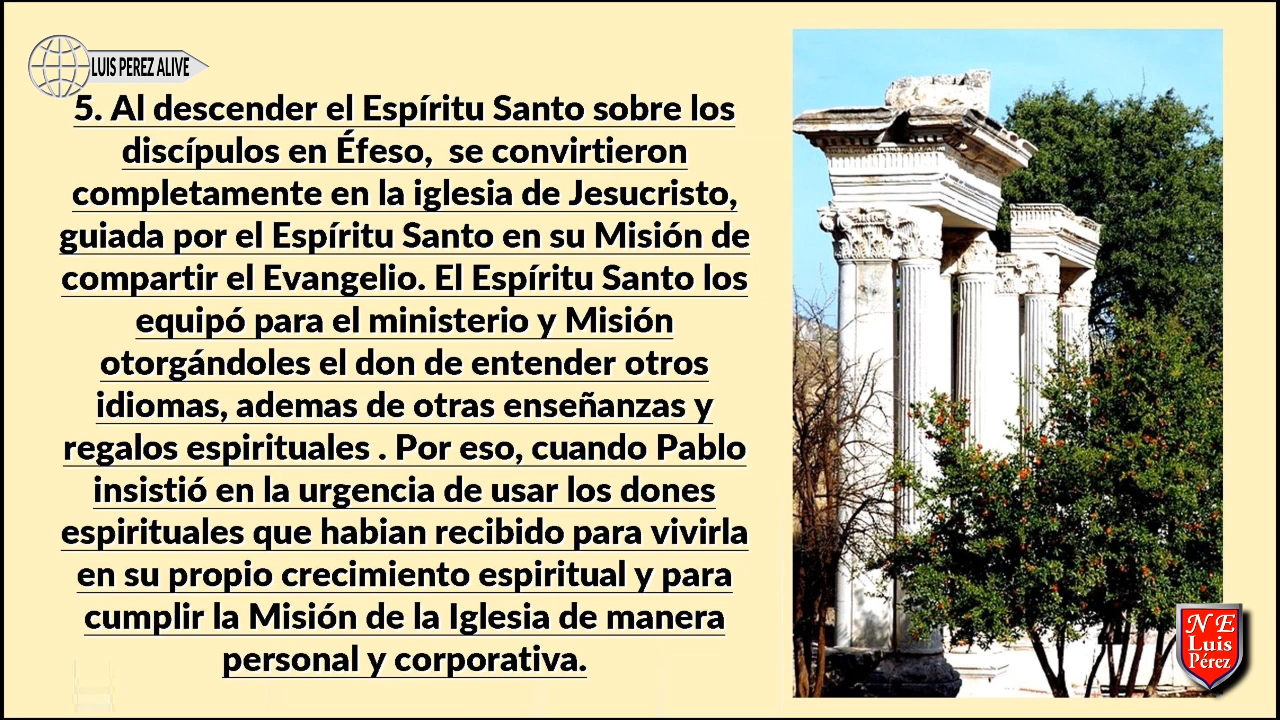 LUIS PEREZ ALIVE
5. Al descender el Espíritu Santo sobre los
discípulos en Éfeso,  se convirtieron
completamente en la iglesia de Jesucristo,
guiada por el Espíritu Santo en su Misión de
compartir el Evangelio. El Espíritu Santo los
equipó para el ministerio y Misión
otorgándoles el don de entender otros
idiomas, ademas de otras enseñanzas y
regalos espirituales . Por eso, cuando Pablo
insistió en la urgencia de usar los dones
espirituales que habian recibido para vivirla
en su propio crecimiento espiritual y para
cumplir la Misión de la Iglesia de manera
personal y corporativa.
NE
Luis
Pérez